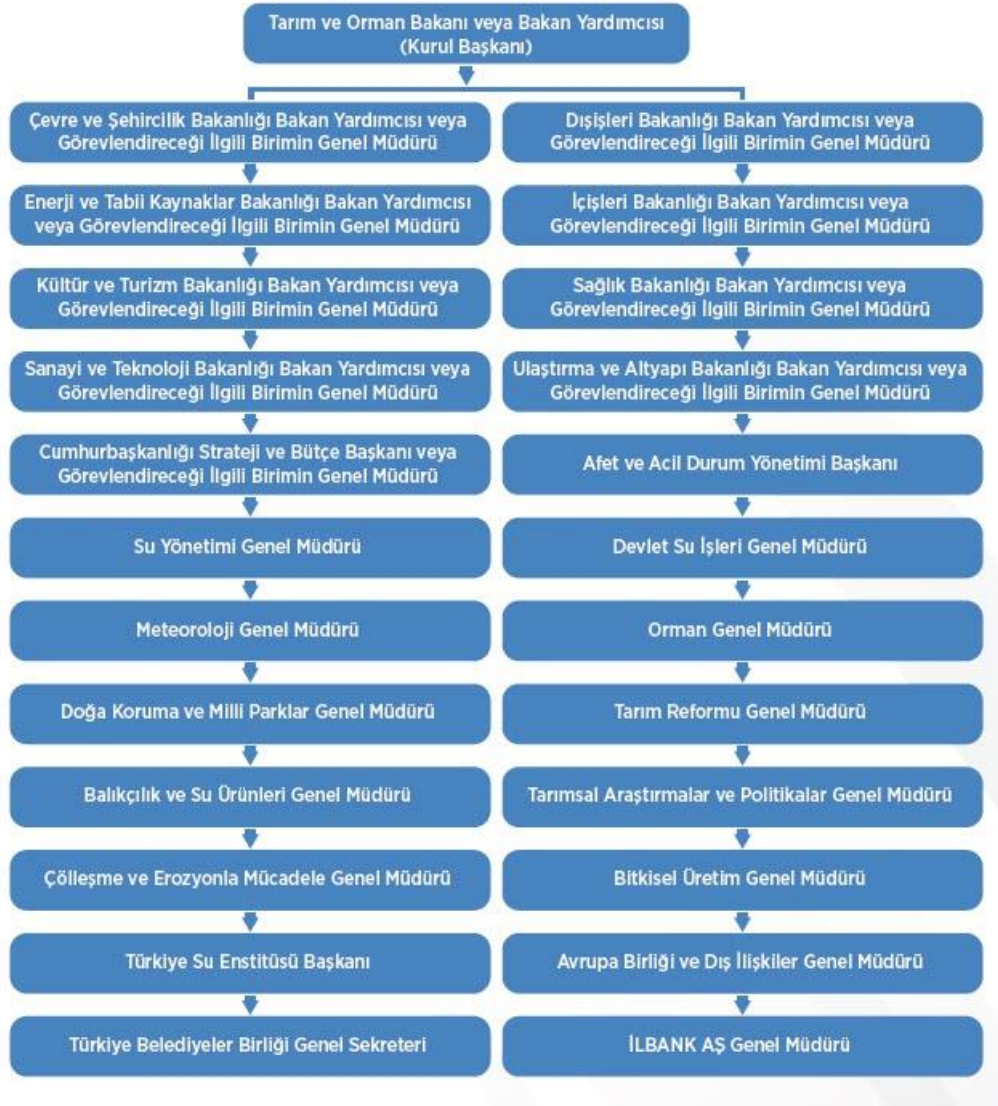 Tarım ve Orman Bakanı veya Bakan Yardımcısı
(Kurul Başkanı)
Çevre ve Şehircilik Bakanlığı Bakan Yardımcısı veya
Görevlendireceği İlgili Birimin Genel Müdürü
Dışişleri Bakanlığı Bakan Yardımcısı veya
Görevlendireceği İlgili Birimin Genel Müdürü
Enerji ve Tabii Kaynaklar Bakanlığı Bakan Yardımcısı
veya Görevlendireceği İlgili Birimin Genel Müdürü
İçişleri Bakanlığı Bakan Yardımcısı veya
Görevlendireceği İlgili Birimin Genel Müdürü
Kültür ve Turizm Bakanlığı Bakan Yardımcısı veya
Görevlendireceği İlgili Birimin Genel Müdürü
Sağlık Bakanlığı Bakan Yardımcısı veya
Görevlendireceği İlgili Birimin Genel Müdürü
Sanayi ve Teknoloji Bakanlığı Bakan Yardımcısı veya
Görevlendireceği İlgili Birimin Genel Müdürü
Ulaştırma ve Altyapı Bakanlığı Bakan Yardımcısı veya
Görevlendireceği İlgili Birimin Genel Müdürü
Cumhurbaşkanlığı Strateji ve Bütçe Başkanı veya
Görevlendireceği İlgili Birimin Genel Müdürü
Afet ve Acil Durum Yönetimi Başkanı
Su Yönetimi Genel Müdürü
Devlet Su İşleri Genel Müdürü
Meteoroloji Genel Müdürü
Orman Genel Müdürü
Doğa Koruma ve Milli Parklar Genel Müdürü
Tarım Reformu Genel Müdürü
Balıkçılık ve Su Ürünleri Genel Müdürü
Tarımsal Araştırmalar ve Politikalar Genel Müdürü
Çölleşme ve Erozyonla Mücadele Genel Müdürü
Bitkisel Üretim Genel Müdürü
Türkiye Su Enstitüsü Başkanı
Avrupa Birliği ve Dış İlişkiler Genel Müdürü
Türkiye Belediyeler Birliği Genel Sekreteri
İLBANK AŞ Genel Müdürü